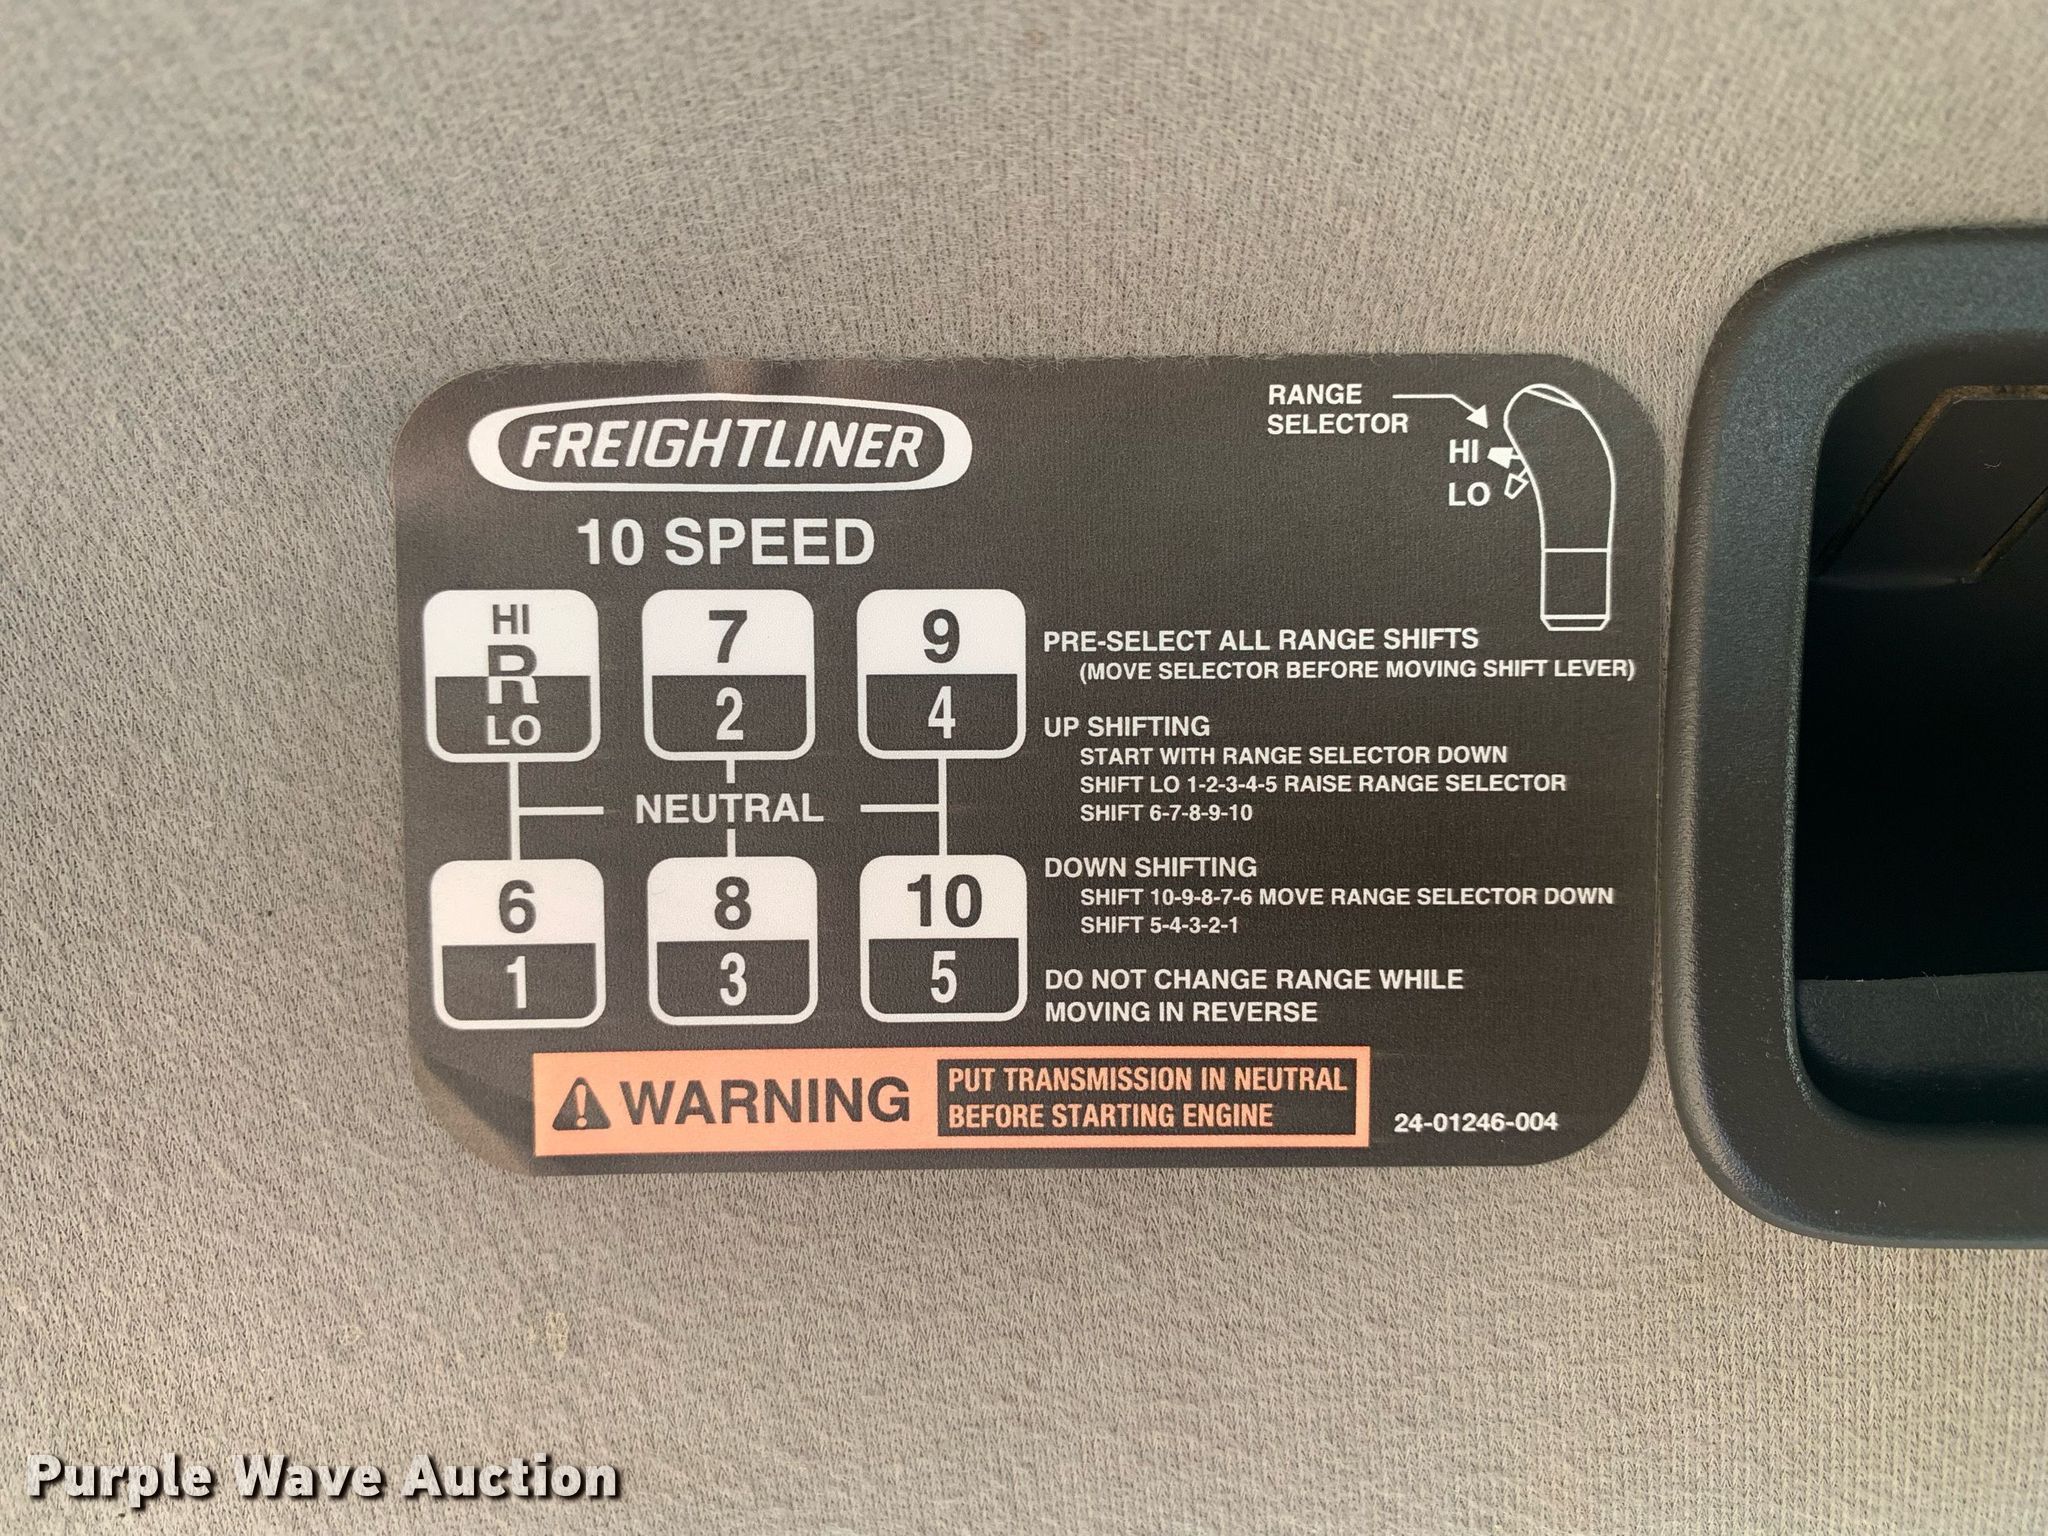 FREIGHTLINER
10 SPEED
RANGE
SELECTOR
HI
LO
HI
R
LO
7
2
9
4
NEUTRAL
6
1
8
3
10
5
PRE-SELECT ALL RANGE SHIFTS
(MOVE SELECTOR BEFORE MOVING SHIFT LEVER)
UP SHIFTING
START WITH RANGE SELECTOR DOWN
SHIFT LO 1-2-3-4-5 RAISE RANGE SELECTOR
SHIFT 6-7-8-9-10
DOWN SHIFTING
SHIFT 10-9-8-7-6 MOVE RANGE SELECTOR DOWN
SHIFT 5-4-3-2-1
DO NOT CHANGE RANGE WHILE
MOVING IN REVERSE
WARNING
PUT TRANSMISSION IN NEUTRAL
BEFORE STARTING ENGINE
24-01246-004
Purple Wave Auction